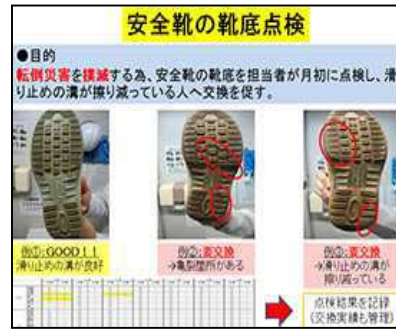 安全靴の靴底点検
●目的
転倒災害を撲滅する為、安全靴の靴底を担当者が月初に点検し、滑
り止めの溝が擦り減っている人へ交換を促す。
例①:GOOD!!
滑り止めの溝が良好
例②:要交換
→亀裂箇所がある
例③:要交換
→滑り止めの溝が
擦り減っている
点検結果を記録
(交換実績も管理)